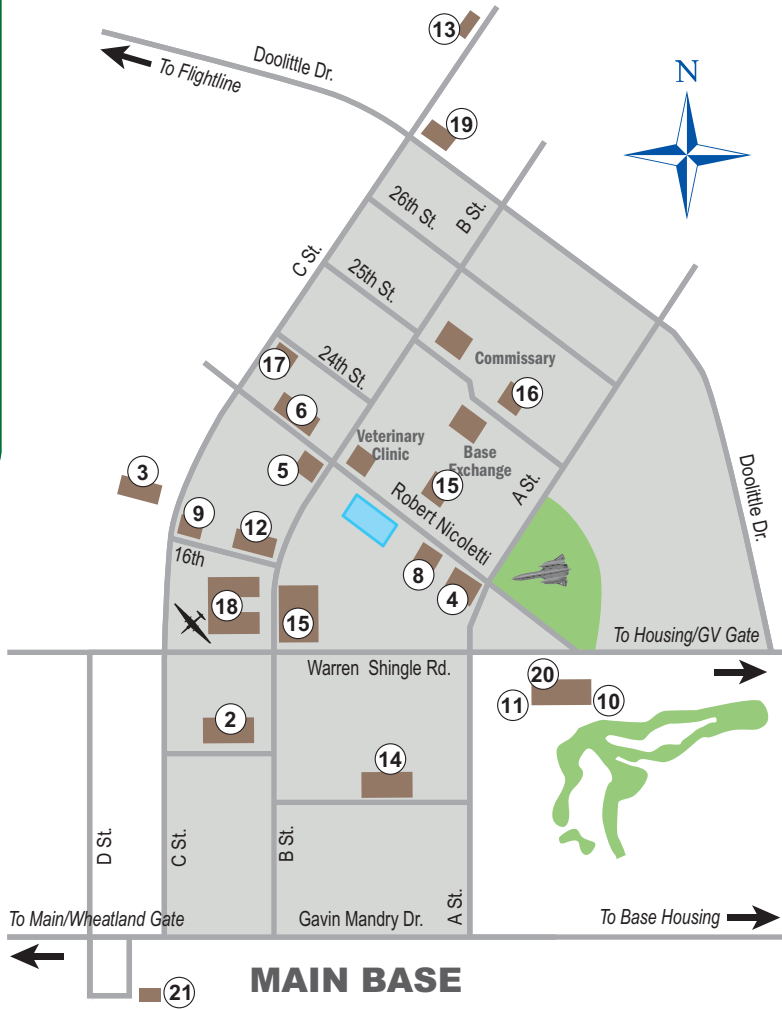 13
Doolittle Dr.
To Flightline
N
19
26th St.
B St.
C St.
25th St.
24th St.
17
Commissary
16
6
Veterinary
Clinic
Base
Exchange
5
3
15
A St.
Robert Nicoletti
Doolittle Dr.
9
12
16th
8
4
18
15
To Housing/GV Gate
Warren Shingle Rd.
20
11
10
2
14
D St.
C St.
B St.
A St.
To Main/Wheatland Gate
Gavin Mandry Dr.
To Base Housing
MAIN BASE
21